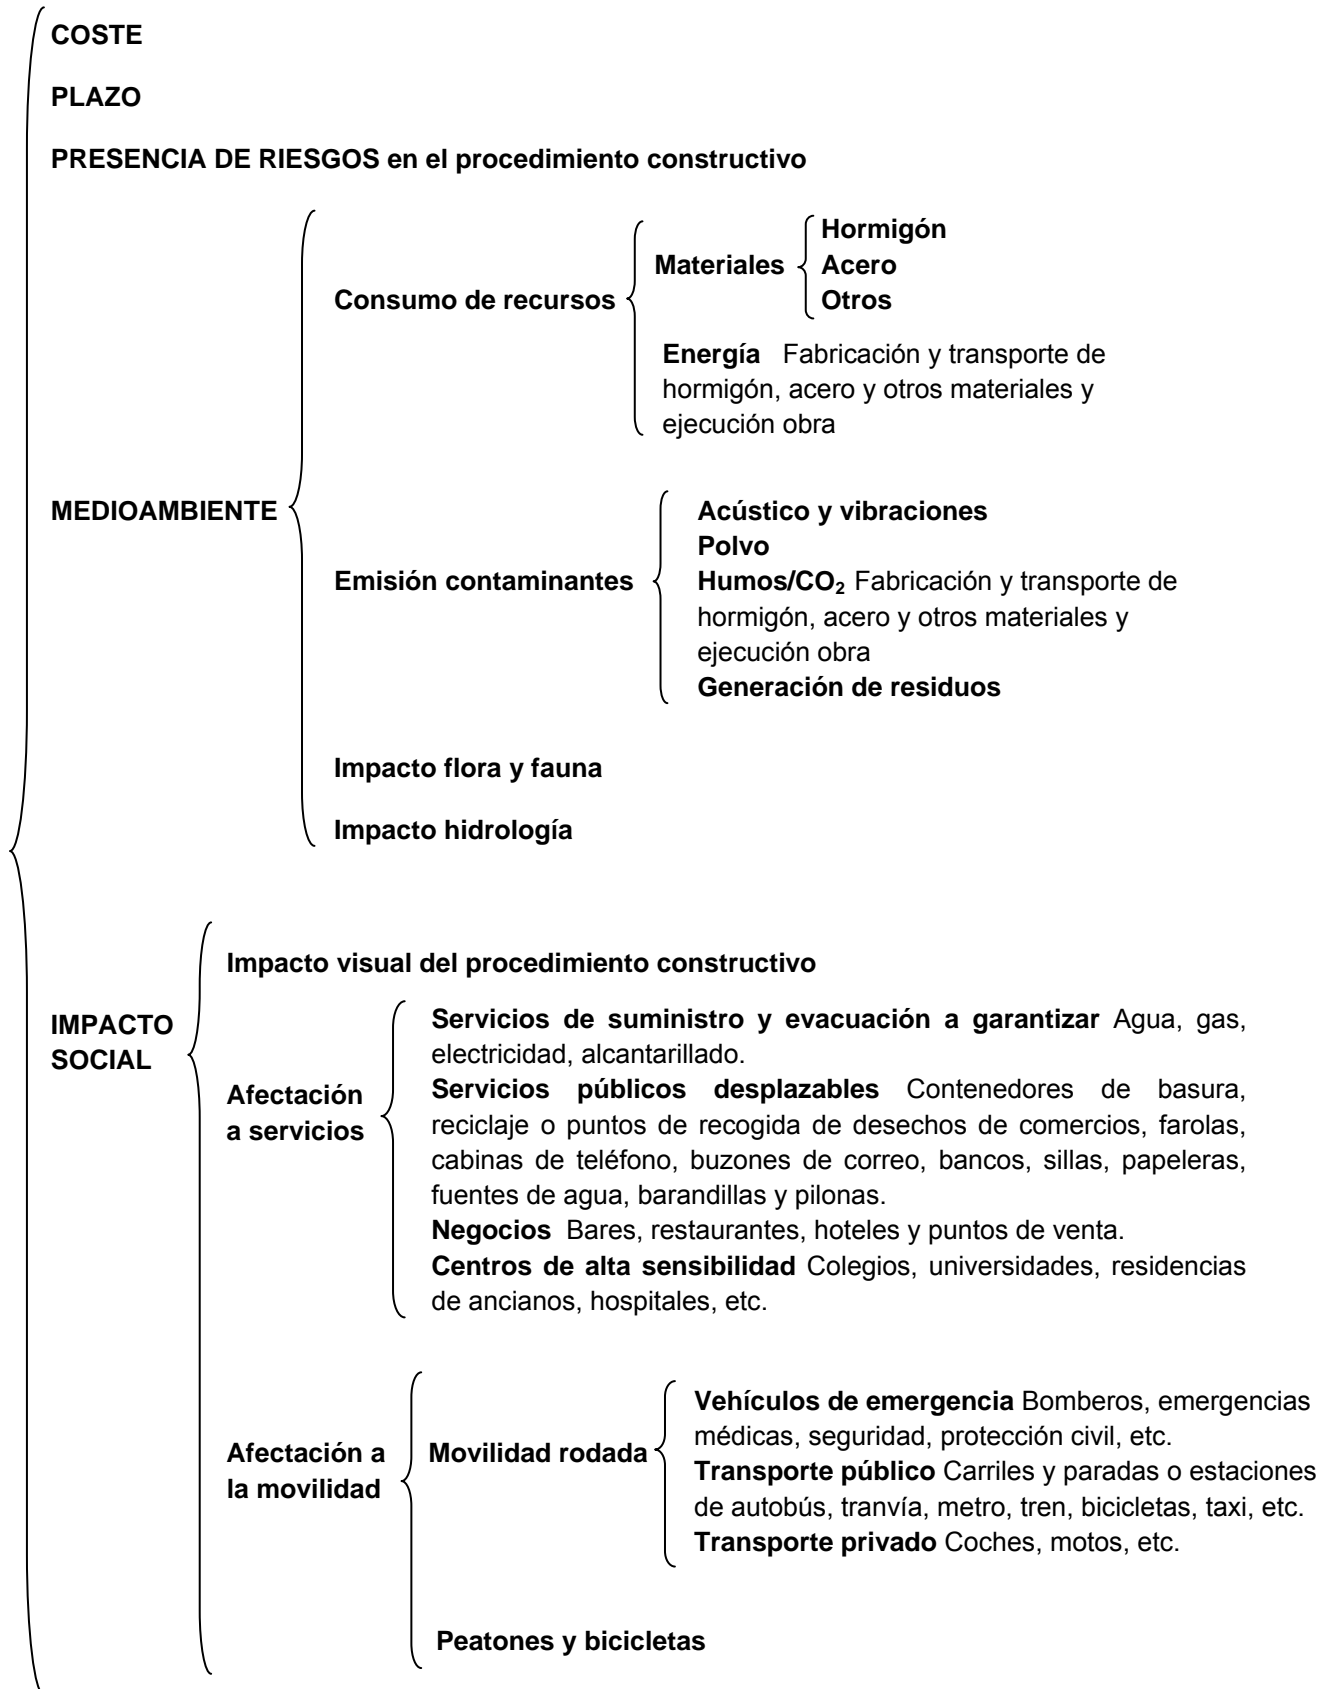 COSTE
PLAZO
PRESENCIA DE RIESGOS en el procedimiento constructivo
MEDIOAMBIENTE
Consumo de recursos
Materiales
Hormigón
Acero
Otros
Energía Fabricación y transporte de
hormigón, acero y otros materiales y
ejecución obra
Emisión contaminantes
Acústico y vibraciones
Polvo
Humos/CO₂ Fabricación y transporte de
hormigón, acero y otros materiales y
ejecución obra
Generación de residuos
Impacto flora y fauna
Impacto hidrología
IMPACTO
SOCIAL
Impacto visual del procedimiento constructivo
Afectación
a servicios
Servicios de suministro y evacuación a garantizar Agua, gas,
electricidad, alcantarillado.
Servicios públicos desplazables Contenedores de basura,
reciclaje o puntos de recogida de desechos de comercios, farolas,
cabinas de teléfono, buzones de correo, bancos, sillas, papeleras,
fuentes de agua, barandillas y pilonas.
Negocios Bares, restaurantes, hoteles y puntos de venta.
Centros de alta sensibilidad Colegios, universidades, residencias
de ancianos, hospitales, etc.
Afectación a
la movilidad
Movilidad rodada
Vehículos de emergencia Bomberos, emergencias
médicas, seguridad, protección civil, etc.
Transporte público Carriles y paradas o estaciones
de autobús, tranvía, metro, tren, bicicletas, taxi, etc.
Transporte privado Coches, motos, etc.
Peatones y bicicletas